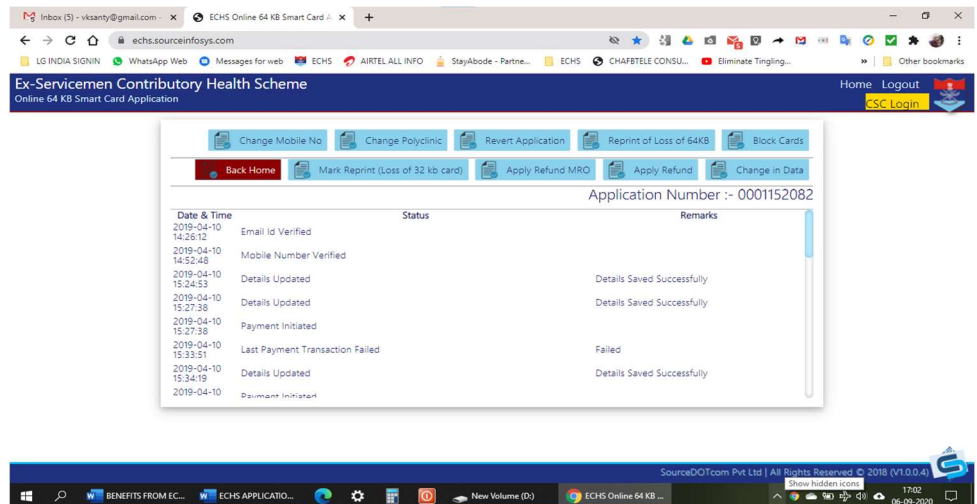 Inbox (5) - vksanty@gmail.com -
ECHS Online 64 KB Smart Card A
echs.sourceinfosys.com
LG INDIA SIGNIN WhatsApp Web Messages for web ECHS AIRTEL ALL INFO StayAbode - Partne... ECHS CHAFBTELE CONSU... Eliminate Tingling... » Other bookmarks
Ex-Servicemen Contributory Health Scheme
Online 64 KB Smart Card Application
Home Logout
CSC Login
Change Mobile No Change Polyclinic Revert Application Reprint of Loss of 64KB Block Cards
Back Home Mark Reprint (Loss of 32 kb card) Apply Refund MRO Apply Refund Change in Data
Application Number :- 0001152082
Date & Time Status Remarks
2019-04-10
14:26:12 Email Id Verified
2019-04-10
14:52:48 Mobile Number Verified
2019-04-10
15:24:53 Details Updated Details Saved Successfully
2019-04-10
15:27:38 Details Updated Details Saved Successfully
2019-04-10
15:27:38 Payment Initiated
2019-04-10
15:33:51 Last Payment Transaction Failed Failed
2019-04-10
15:34:19 Details Updated Details Saved Successfully
2019-04-10
Payment Initiated
SourceDOTcom Pvt Ltd | All Rights Reserved © 2018 (V1.0.0.4)
Show hidden icons
BENEFITS FROM EC... ECHS APPLICATIO... New Volume (D:) ECHS Online 64 KB ...
17:02
06-09-2020